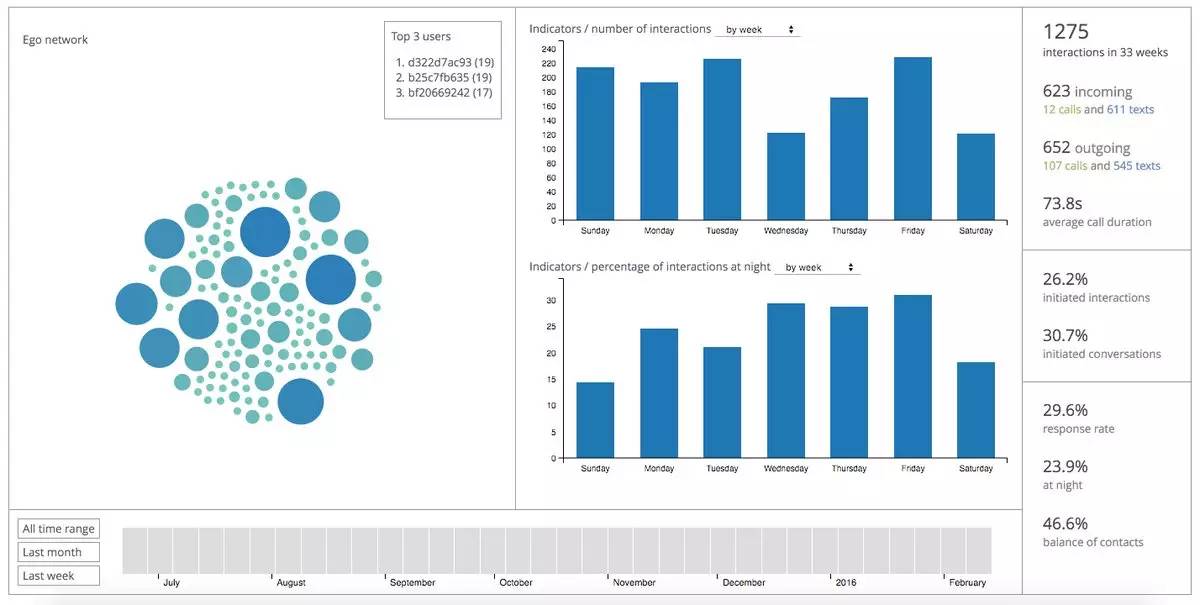 Ego network
Top 3 users
1. d322d7ac93 (19)
2. b25c7fb635 (19)
3. bf20669242 (17)
Indicators / number of interactions by week
240
220
200
180
160
140
120
100
80
60
40
20
0
Sunday Monday Tuesday Wednesday Thursday Friday Saturday
Indicators / percentage of interactions at night by week
30
25
20
15
10
5
0
Sunday Monday Tuesday Wednesday Thursday Friday Saturday
1275
interactions in 33 weeks
623 incoming
12 calls and 611 texts
652 outgoing
107 calls and 545 texts
73.8s
average call duration
26.2%
initiated interactions
30.7%
initiated conversations
29.6%
response rate
23.9%
at night
46.6%
balance of contacts
All time range
Last month
Last week
July August September October November December 2016 February